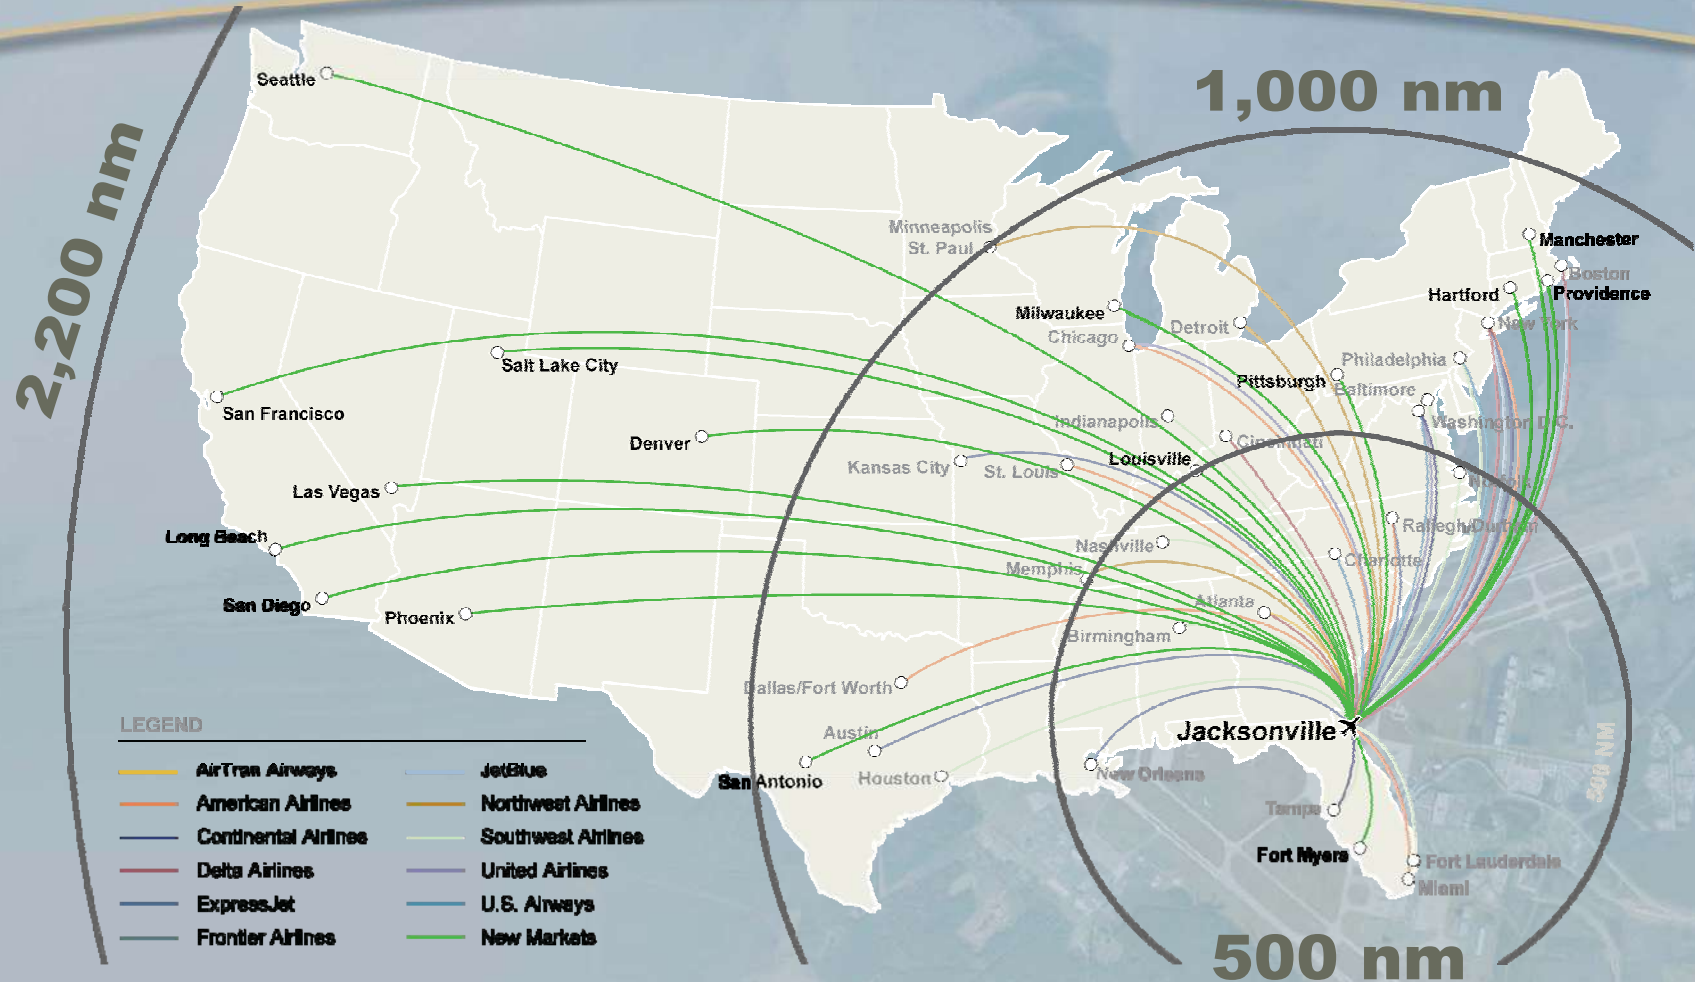 1,000 nm
2,200 nm
Seattle
Minneapolis
St. Paul
Manchester
Boston
Providence
Hartford
Milwaukee
Chicago
Detroit
New York
Philadelphia
Pittsburgh
Baltimore
Washington D.C.
Salt Lake City
San Francisco
Denver
Indianapolis
Cincinnati
Kansas City
St. Louis
Louisville
Norfolk
Las Vegas
Long Beach
Raliegh/Durham
Nashville
Charlotte
Memphis
San Diego
Phoenix
Atlanta
Birmingham
Dallas/Fort Worth
Austin
Jacksonville
San Antonio
Houston
New Orleans
Tampa
Fort Myers
Fort Lauderdale
Miami
500 NM
500 nm
LEGEND
AirTran Airways
American Airlines
Continental Airlines
Delta Airlines
ExpressJet
Frontier Airlines
JetBlue
Northwest Airlines
Southwest Airlines
United Airlines
U.S. Airways
New Markets